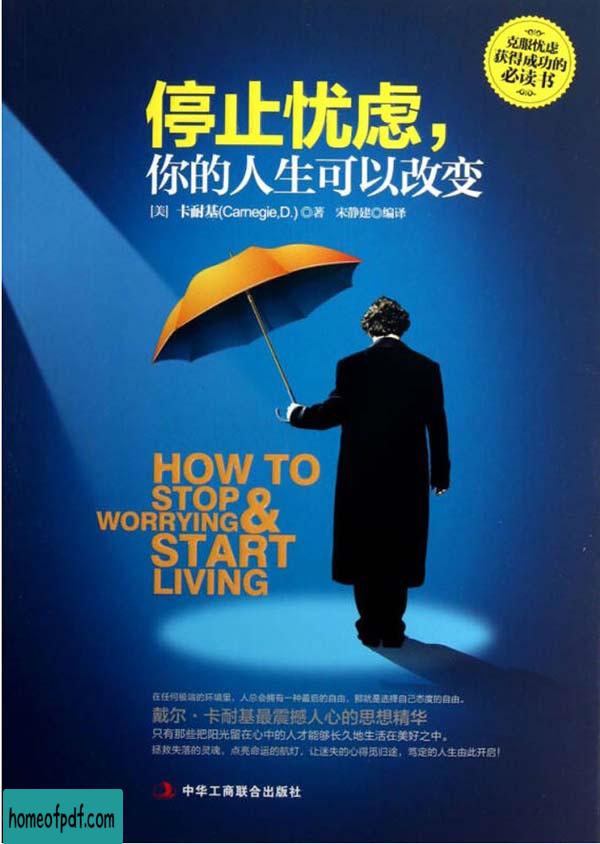 克服忧虑
获得成功的
必读书
停止忧虑,
你的人生可以改变
[美] 卡耐基(Carnegie,D.)◎著 宋静建◎编译
HOW TO
STOP
WORRYING &
START
LIVING
在任何极端的环境里，人总会拥有一种最后的自由，那就是选择自己态度的自由。
戴尔·卡耐基最震撼人心的思想精华
只有那些把阳光留在心中的人才能够长久地生活在美好之中。
拯救失落的灵魂，点亮命运的航灯，让迷失的心得觅归途，笃定的人生由此开启！
中华工商联合出版社
homeofpdf.com